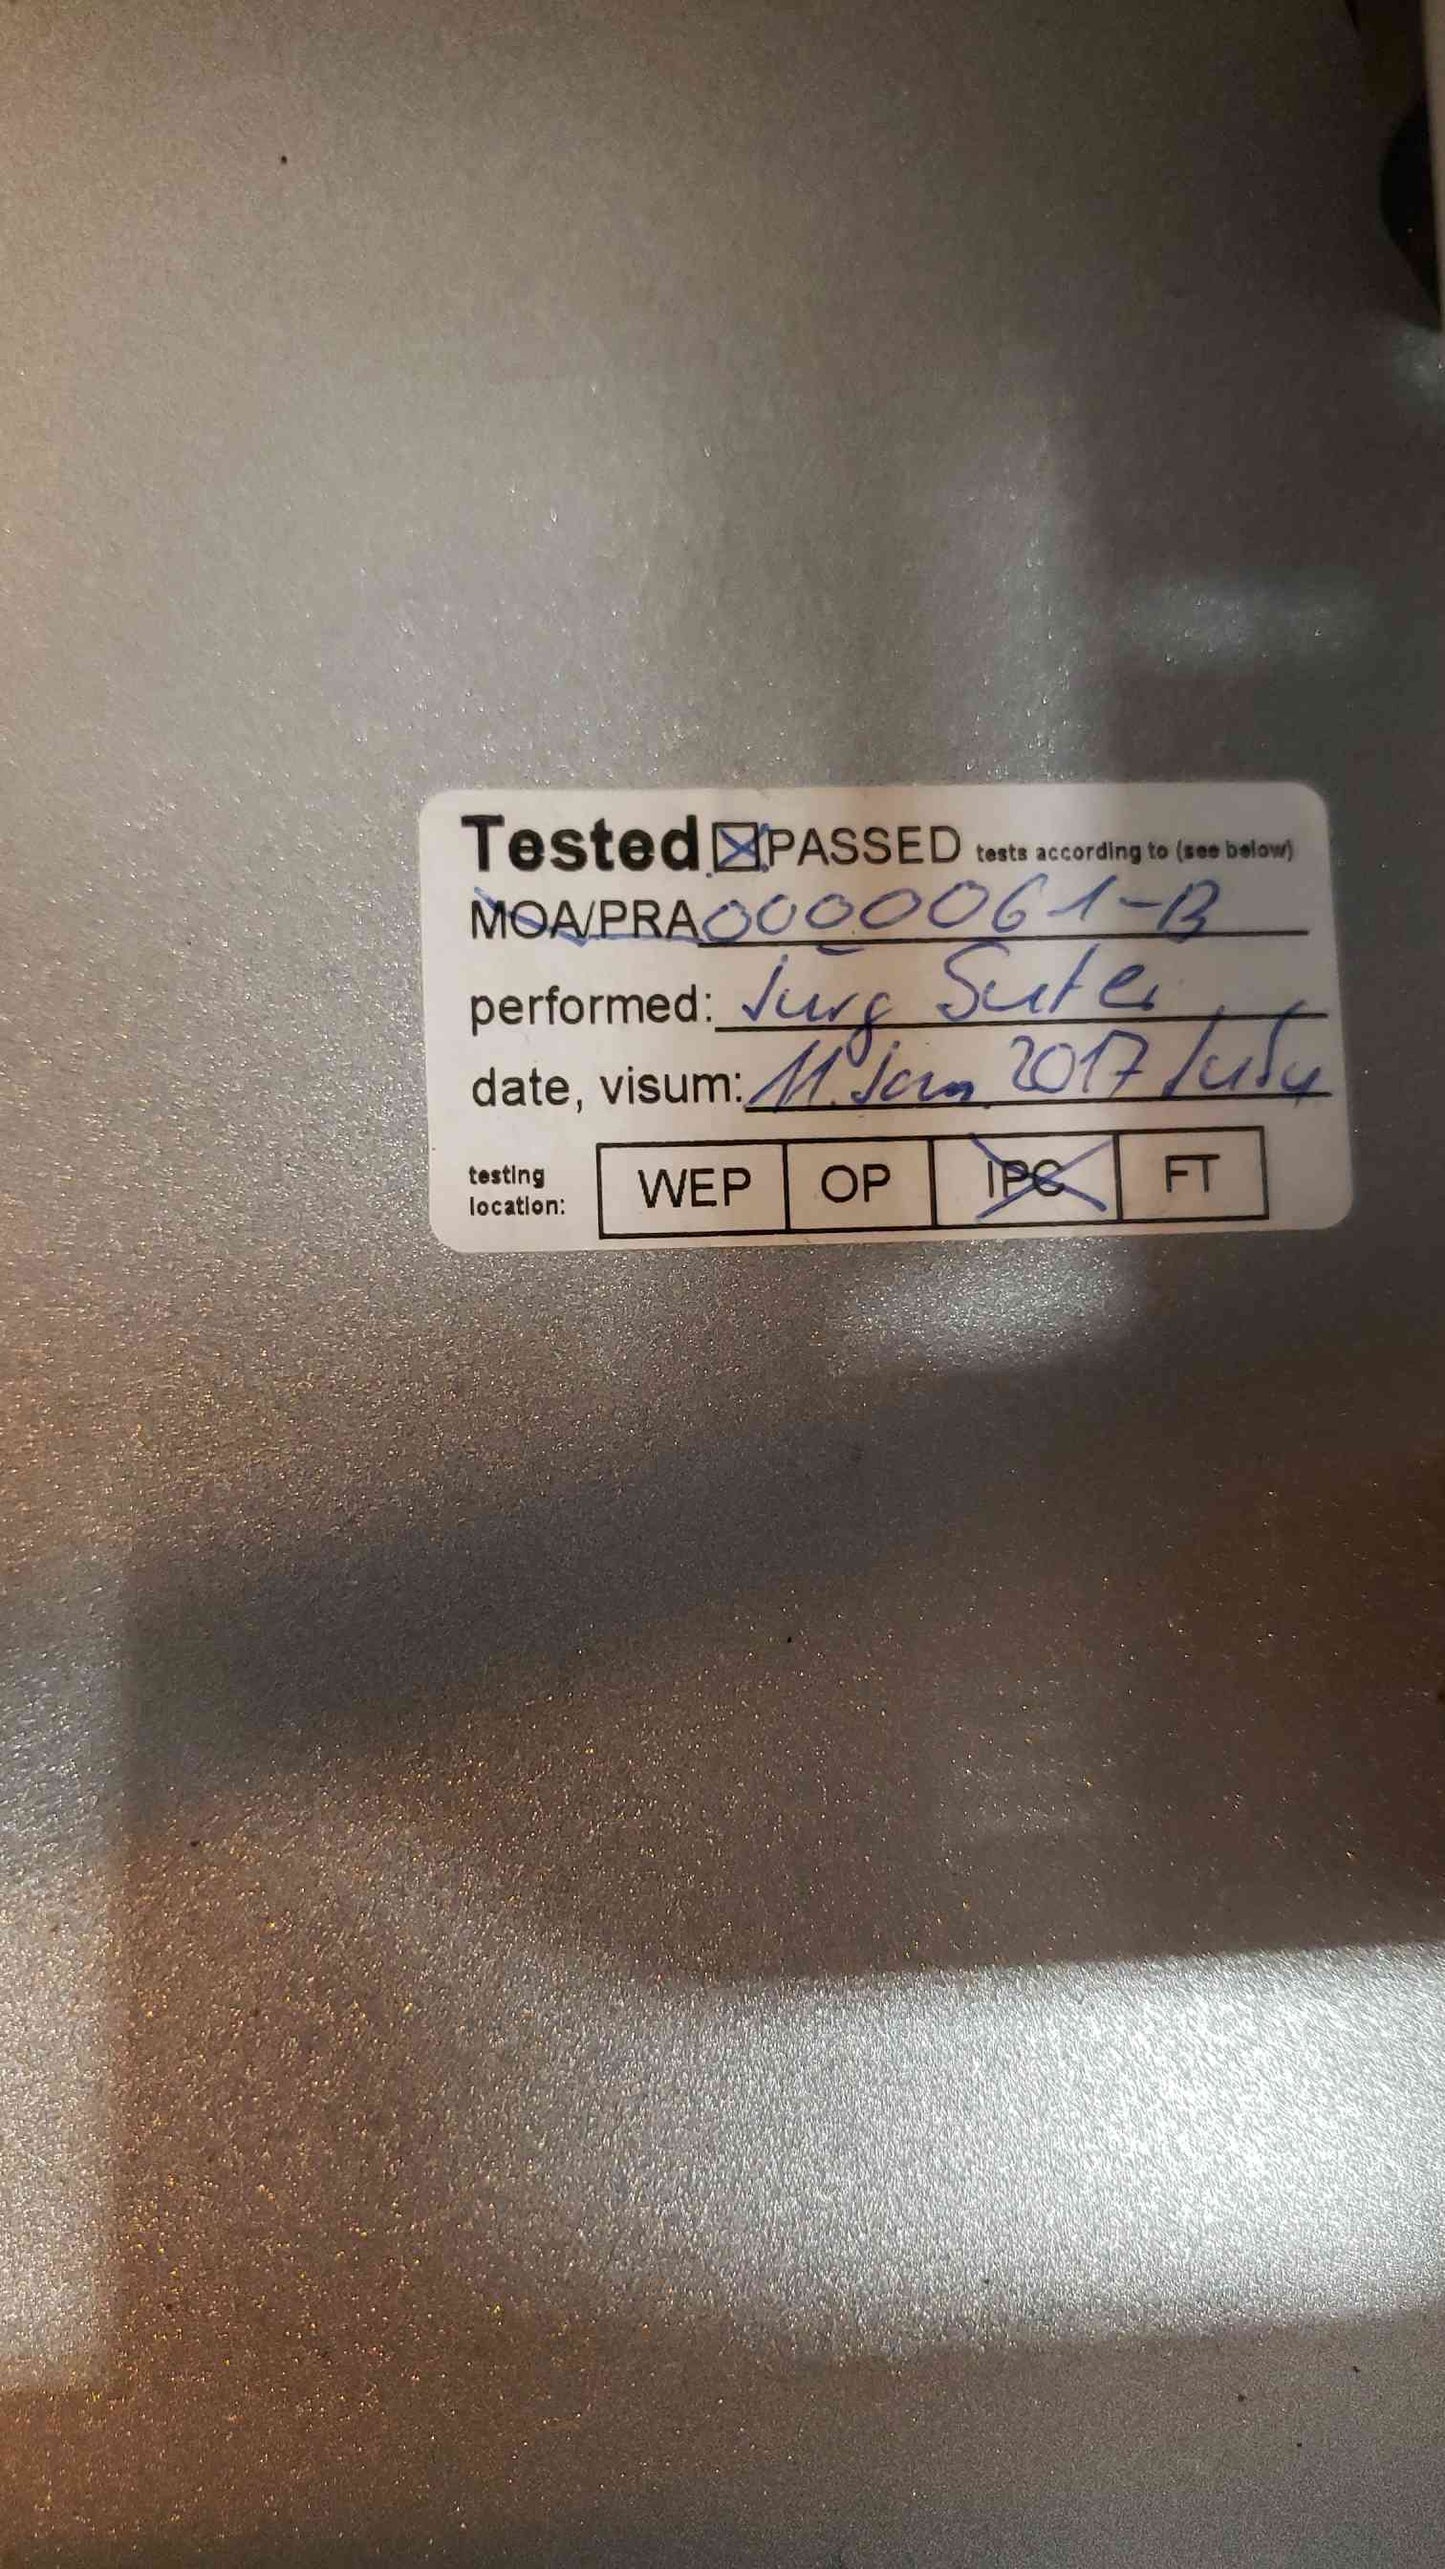 Tested ☒ PASSED tests according to (see below)
MOA/PRA 0000061-B
performed: Jürg Suter
date, visum: 11. Jan. 2017 /
testing location: WEP OP IPC FT